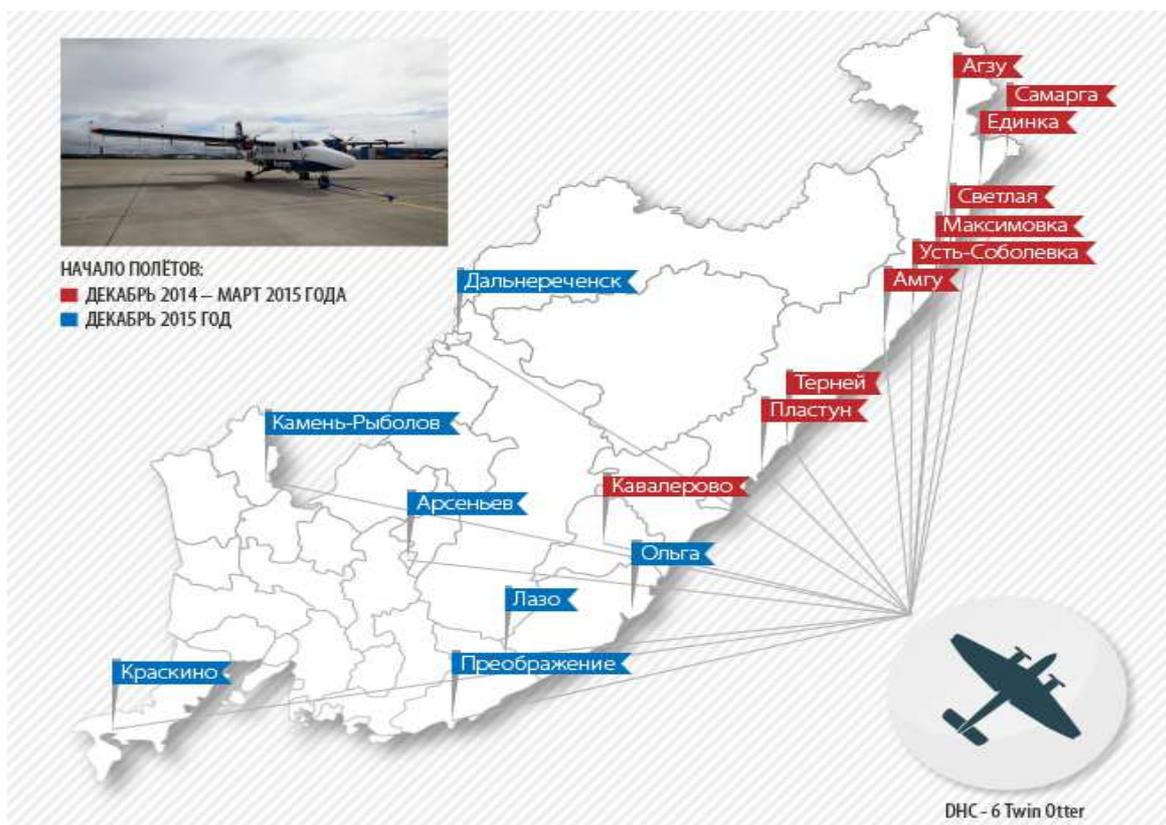 Агзу
Самарга
Единка
Светлая
Максимовка
Усть-Соболевка
Амгу
НАЧАЛО ПОЛЁТОВ:
ДЕКАБРЬ 2014 – МАРТ 2015 ГОДА
ДЕКАБРЬ 2015 ГОД
Дальнереченск
Терней
Пластун
Камень-Рыболов
Кавалерово
Арсеньев
Ольга
Лазо
Преображение
Краскино
DHC - 6 Twin Otter